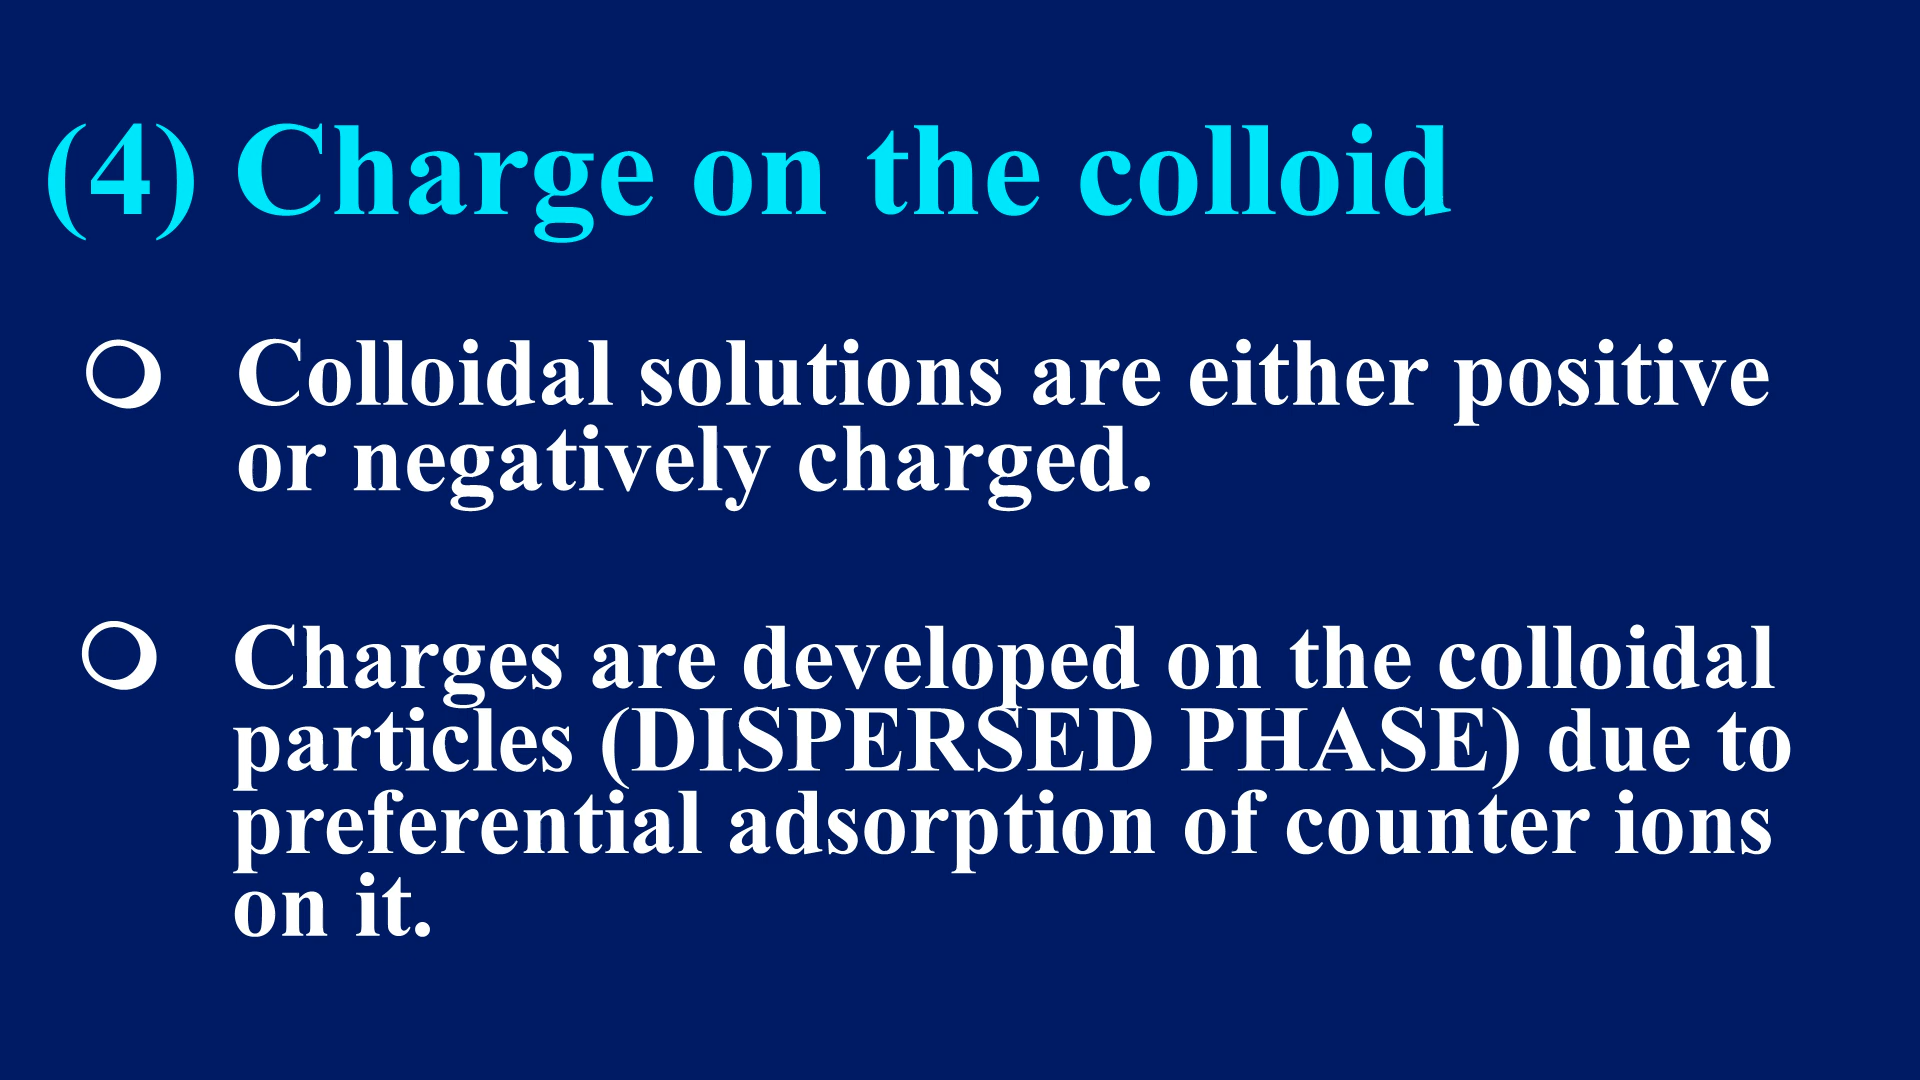 (4) Charge on the colloid
❍ Colloidal solutions are either positive
or negatively charged.
❍ Charges are developed on the colloidal
particles (DISPERSED PHASE) due to
preferential adsorption of counter ions
on it.